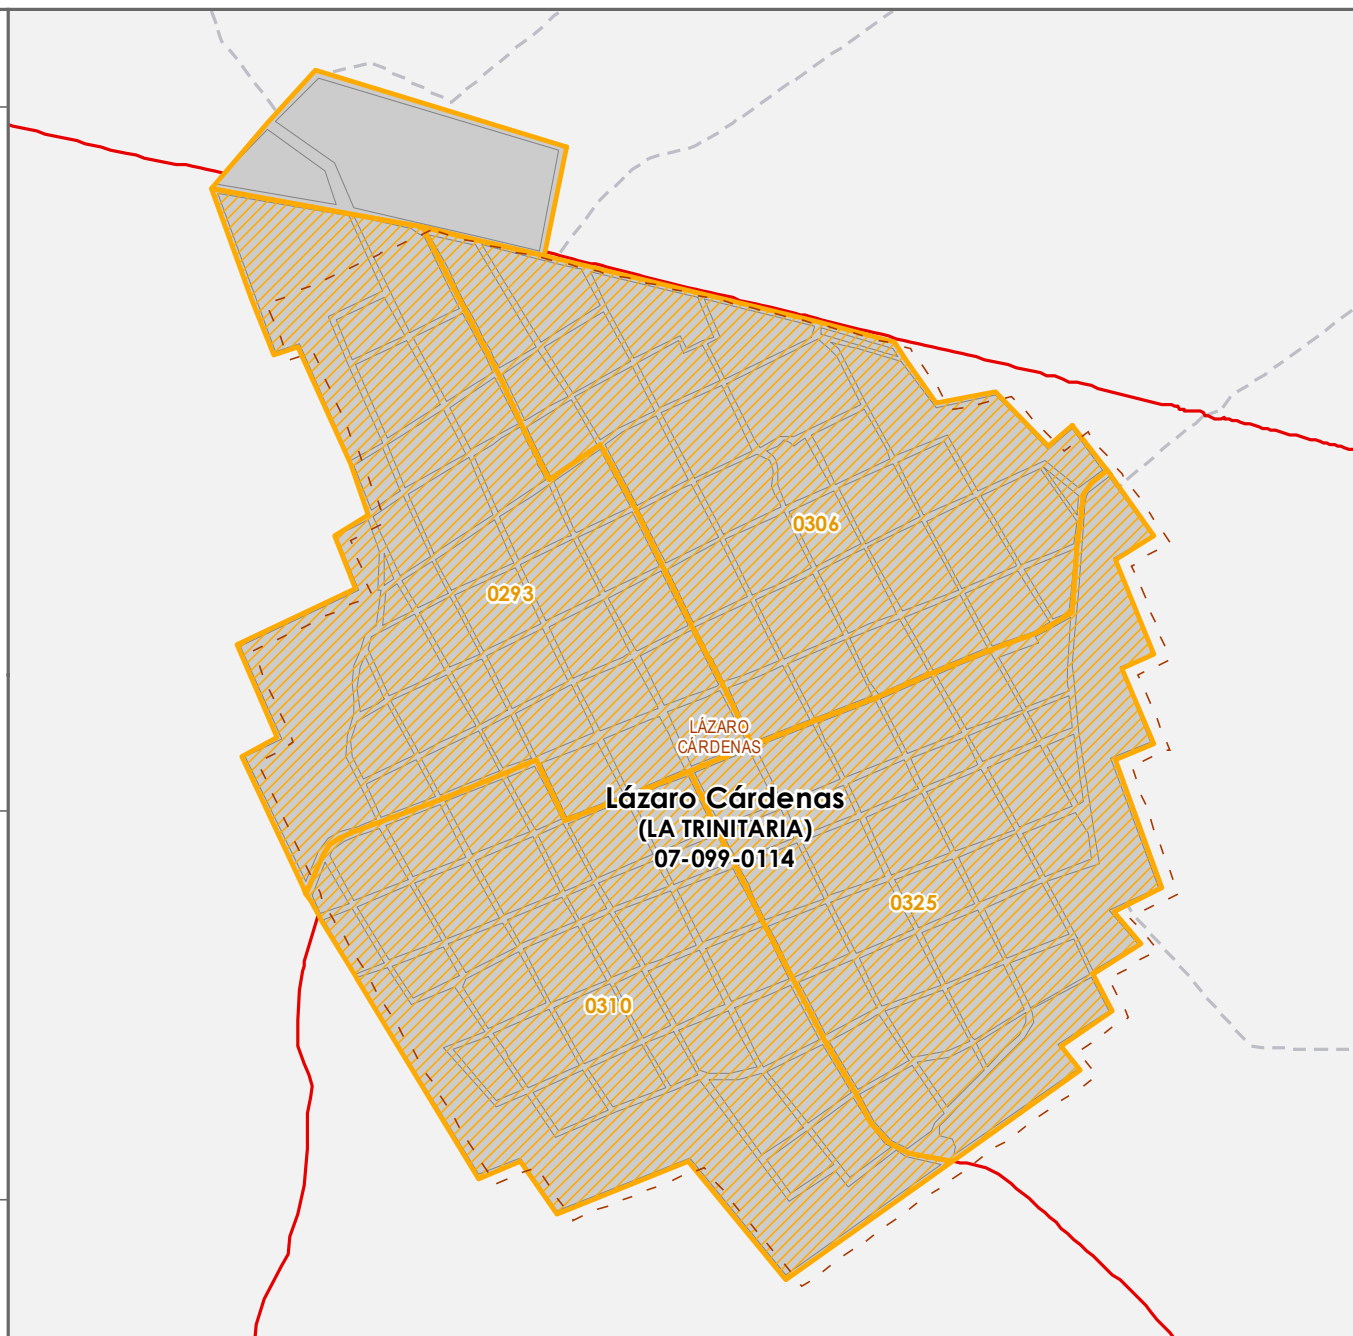 0306
0293
LÁZARO
CÁRDENAS
Lázaro Cárdenas
(LA TRINITARIA)
07-099-0114
0325
0310